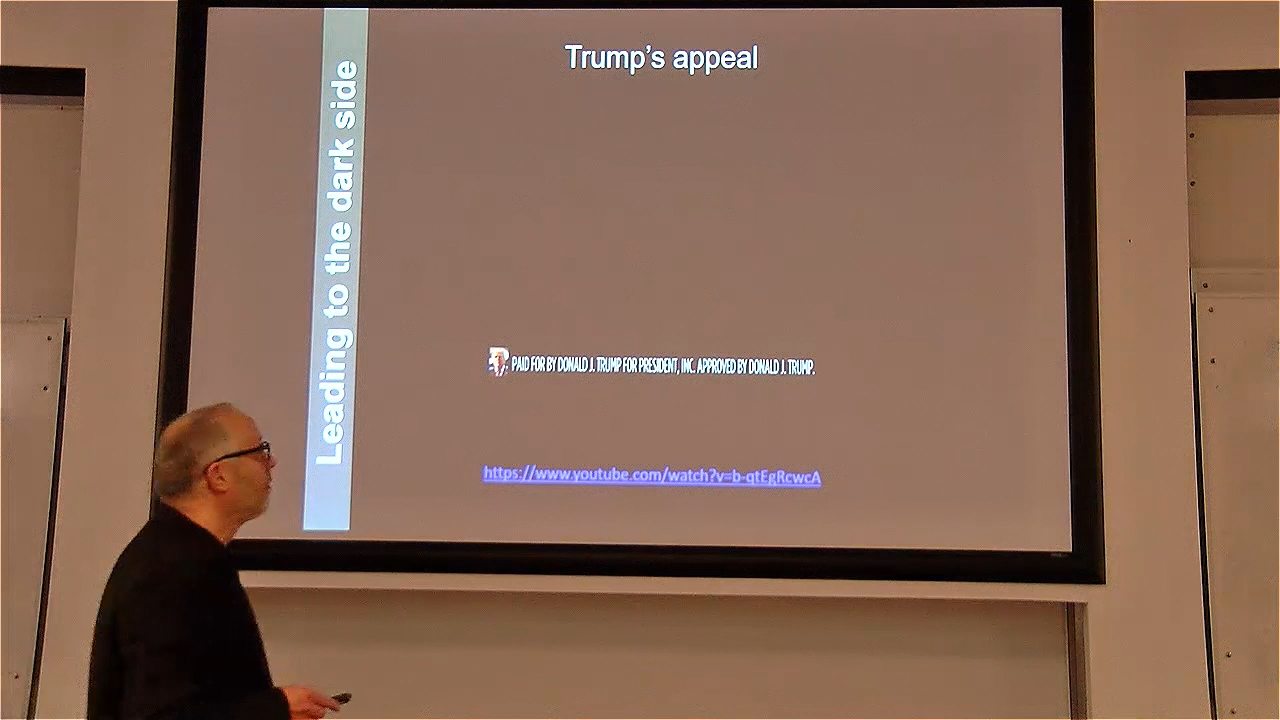 Trump's appeal
Leading to the dark side
PAID FOR BY DONALD J. TRUMP FOR PRESIDENT, INC. APPROVED BY DONALD J. TRUMP.
https://www.youtube.com/watch?v=b-qtEgRcwcA